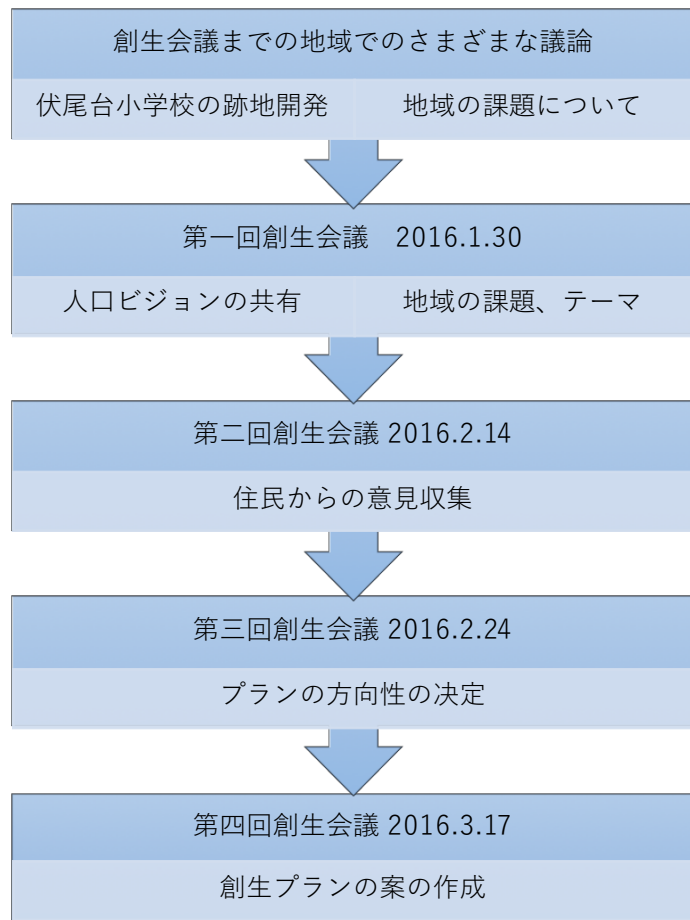 創生会議までの地域でのさまざまな議論
伏尾台小学校の跡地開発　地域の課題について
第一回創生会議　2016.1.30
人口ビジョンの共有　地域の課題、テーマ
第二回創生会議 2016.2.14
住民からの意見収集
第三回創生会議 2016.2.24
プランの方向性の決定
第四回創生会議 2016.3.17
創生プランの案の作成